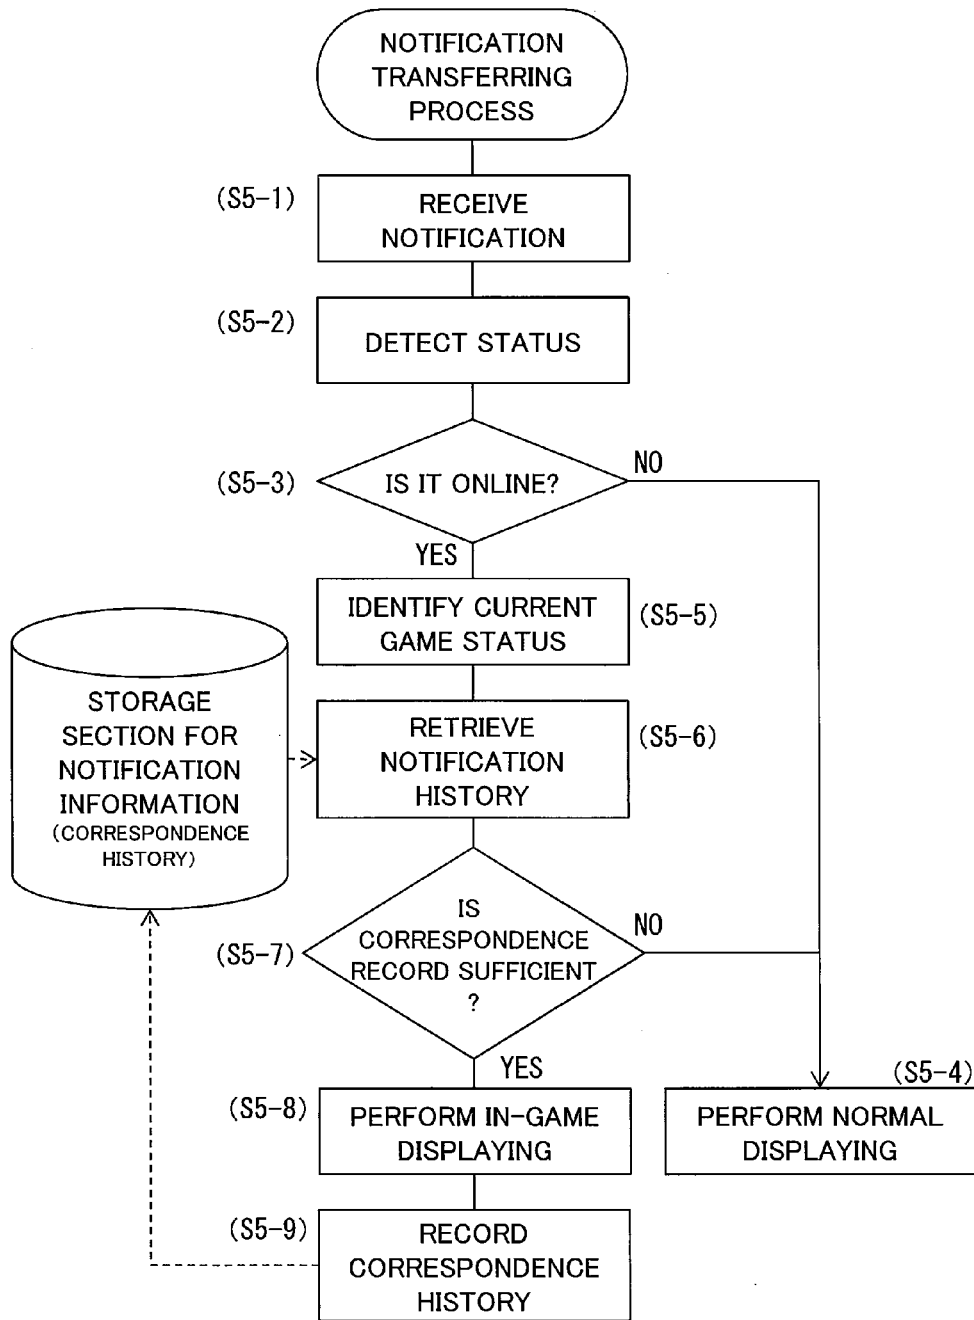 NOTIFICATION
TRANSFERRING
PROCESS
(S5-1)
RECEIVE
NOTIFICATION
(S5-2)
DETECT STATUS
(S5-3)
IS IT ONLINE?
NO
YES
IDENTIFY CURRENT
GAME STATUS
(S5-5)
STORAGE
SECTION FOR
NOTIFICATION
INFORMATION
(CORRESPONDENCE
HISTORY)
RETRIEVE
NOTIFICATION
HISTORY
(S5-6)
(S5-7)
IS
CORRESPONDENCE
RECORD SUFFICIENT
?
NO
YES
(S5-8)
PERFORM IN-GAME
DISPLAYING
(S5-4)
PERFORM NORMAL
DISPLAYING
(S5-9)
RECORD
CORRESPONDENCE
HISTORY